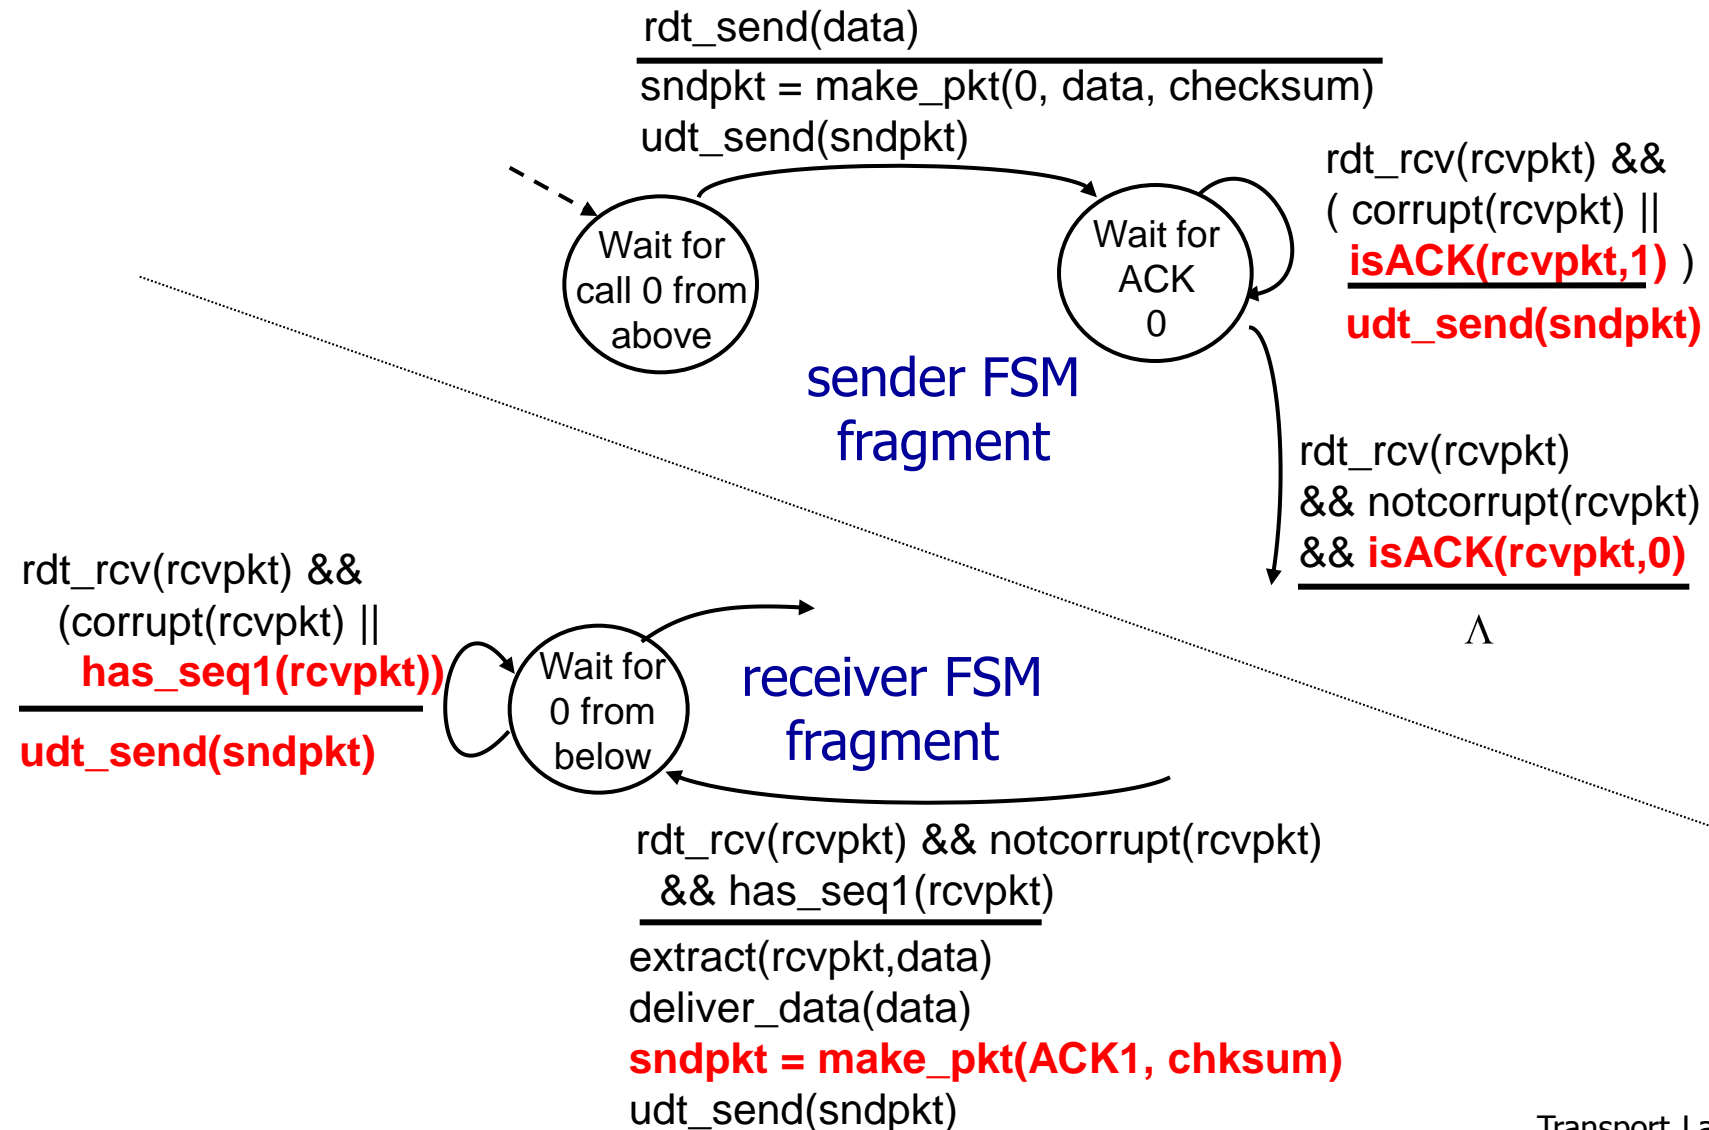 rdt_send(data)
sndpkt = make_pkt(0, data, checksum)
udt_send(sndpkt)
Wait for
call 0 from
above
Wait for
ACK
0
rdt_rcv(rcvpkt) &&
( corrupt(rcvpkt) ||
isACK(rcvpkt,1) )
udt_send(sndpkt)
sender FSM
fragment
rdt_rcv(rcvpkt)
&& notcorrupt(rcvpkt)
&& isACK(rcvpkt,0)
Λ
rdt_rcv(rcvpkt) &&
(corrupt(rcvpkt) ||
has_seq1(rcvpkt))
udt_send(sndpkt)
Wait for
0 from
below
receiver FSM
fragment
rdt_rcv(rcvpkt) && notcorrupt(rcvpkt)
&& has_seq1(rcvpkt)
extract(rcvpkt,data)
deliver_data(data)
sndpkt = make_pkt(ACK1, chksum)
udt_send(sndpkt)
Transport